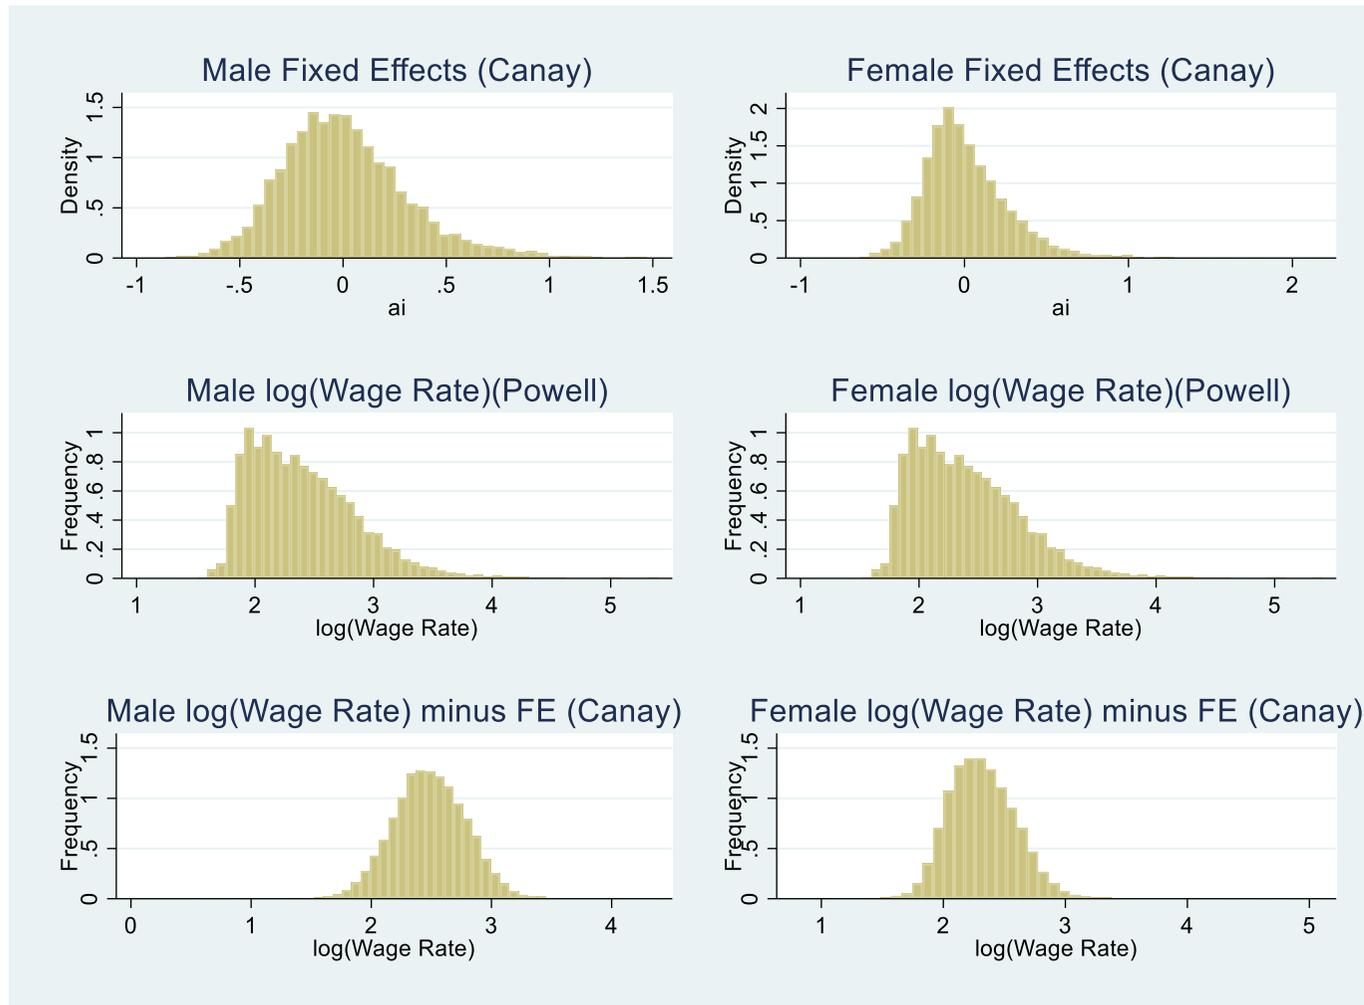 Male Fixed Effects (Canay)
Density
0 .5 1 1.5
-1 -.5 0 .5 1 1.5
ai
Female Fixed Effects (Canay)
Density
0 .5 1 1.5 2
-1 0 1 2
ai
Male log(Wage Rate)(Powell)
Frequency
0 .2 .4 .6 .8 1
1 2 3 4 5
log(Wage Rate)
Female log(Wage Rate)(Powell)
Frequency
0 .2 .4 .6 .8 1
1 2 3 4 5
log(Wage Rate)
Male log(Wage Rate) minus FE (Canay)
Frequency
0 .5 1 1.5
0 1 2 3 4
log(Wage Rate)
Female log(Wage Rate) minus FE (Canay)
Frequency
0 .5 1 1.5
1 2 3 4 5
log(Wage Rate)